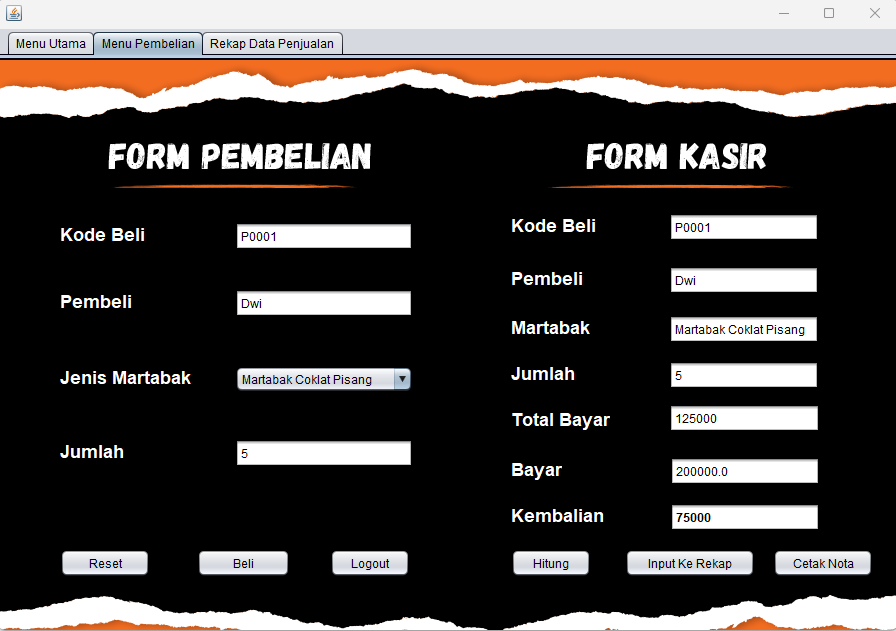 Menu Utama Menu Pembelian Rekap Data Penjualan
FORM PEMBELIAN
Kode Beli P0001
Pembeli Dwi
Jenis Martabak Martabak Coklat Pisang
Jumlah 5
Reset Beli Logout
FORM KASIR
Kode Beli P0001
Pembeli Dwi
Martabak Martabak Coklat Pisang
Jumlah 5
Total Bayar 125000
Bayar 200000.0
Kembalian 75000
Hitung Input Ke Rekap Cetak Nota